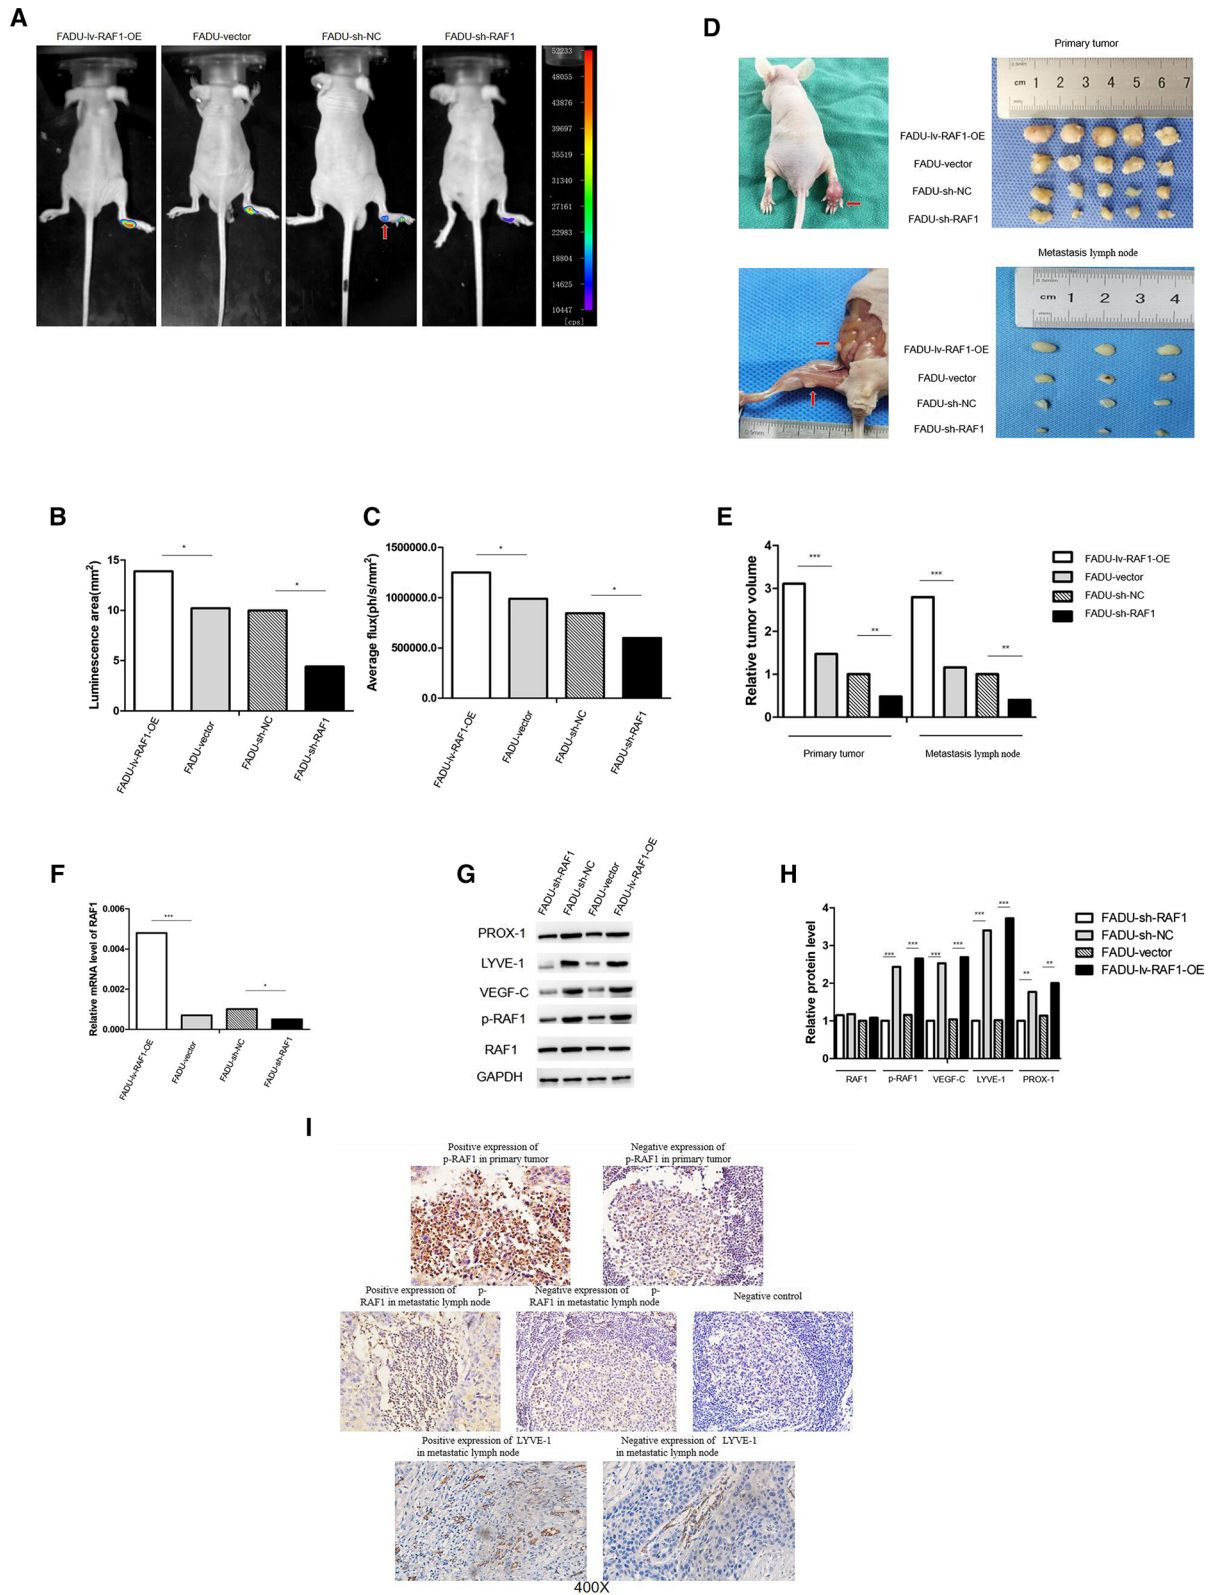 A
FADU-lv-RAF1-OE
FADU-vector
FADU-sh-NC
FADU-sh-RAF1
52233
48055
43876
39697
35519
31340
27161
22983
18804
14625
10447
[cps]
D
Primary tumor
0.5mm
cm 1 2 3 4 5 6 7
FADU-lv-RAF1-OE
FADU-vector
FADU-sh-NC
FADU-sh-RAF1
Metastasis lymph node
0.5mm
cm 1 2 3 4
FADU-lv-RAF1-OE
FADU-vector
FADU-sh-NC
FADU-sh-RAF1
0.5mm
B
Luminescence area(mm²)
15
10
5
0
*
*
FADU-lv-RAF1-OE
FADU-vector
FADU-sh-NC
FADU-sh-RAF1
C
Average flux(ph/s/mm²)
1500000.0
1000000.0
500000.0
0.0
*
*
FADU-lv-RAF1-OE
FADU-vector
FADU-sh-NC
FADU-sh-RAF1
E
Relative tumor volume
4
3
2
1
0
***
**
***
**
Primary tumor
Metastasis lymph node
FADU-lv-RAF1-OE
FADU-vector
FADU-sh-NC
FADU-sh-RAF1
F
Relative mRNA level of RAF1
0.006
0.004
0.002
0.000
***
*
FADU-lv-RAF1-OE
FADU-vector
FADU-sh-NC
FADU-sh-RAF1
G
FADU-sh-RAF1
FADU-sh-NC
FADU-vector
FADU-lv-RAF1-OE
PROX-1
LYVE-1
VEGF-C
p-RAF1
RAF1
GAPDH
H
Relative protein level
4
3
2
1
0
***
***
***
***
***
***
**
**
RAF1
p-RAF1
VEGF-C
LYVE-1
PROX-1
FADU-sh-RAF1
FADU-sh-NC
FADU-vector
FADU-lv-RAF1-OE
I
Positive expression of
p-RAF1 in primary tumor
Negative expression of
p-RAF1 in primary tumor
Positive expression of p-
RAF1 in metastatic lymph node
Negative expression of p-
RAF1 in metastatic lymph node
Negative control
Positive expression of LYVE-1
in metastatic lymph node
Negative expression of LYVE-1
in metastatic lymph node
400X